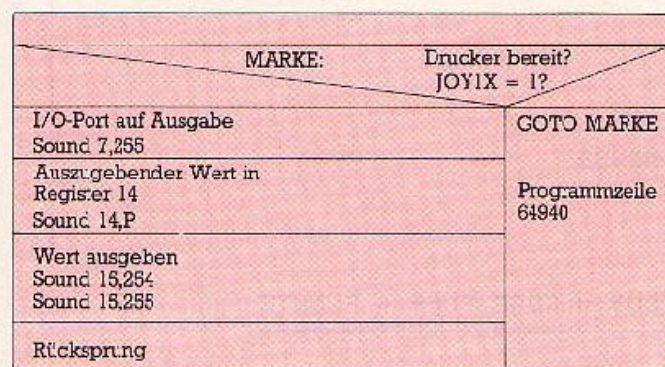 MARKE: Drucker bereit?
JOY1X = 1?
I/O-Port auf Ausgabe
Sound 7,255
GOTO MARKE
Auszugebender Wert in
Register 14
Sound 14,P
Programmzeile
64940
Wert ausgeben
Sound 15,254
Sound 15,255
Rücksprung